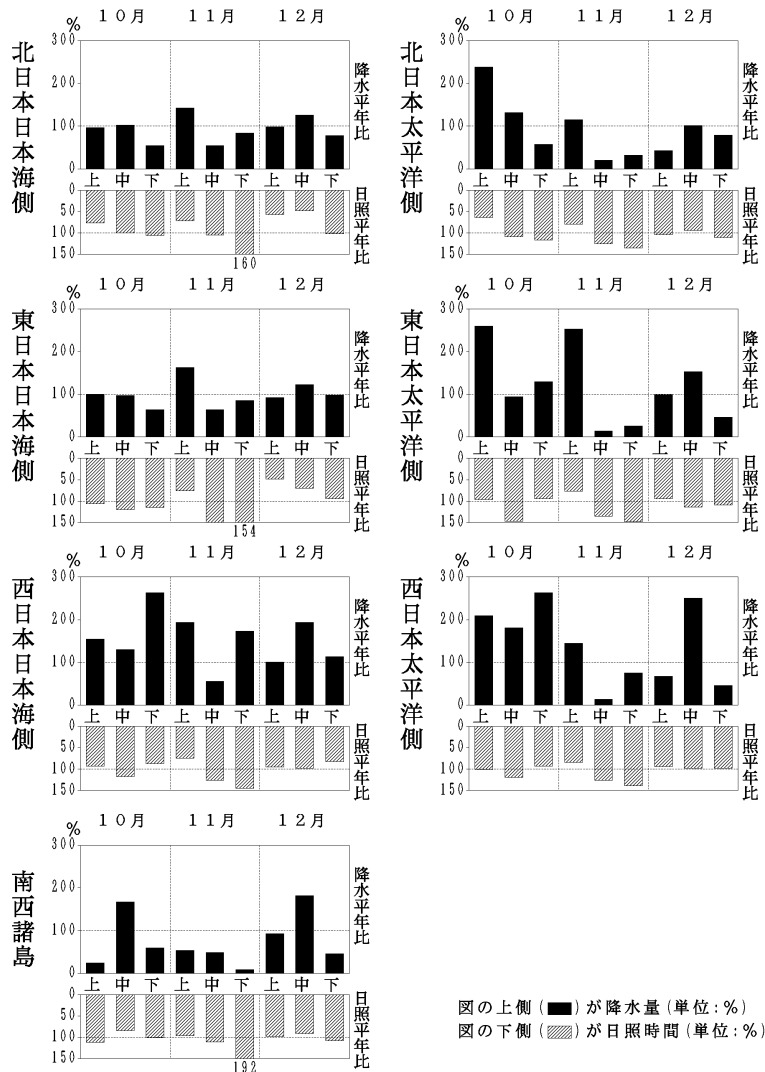 10月 11月 12月
%
300
200
100
0
北日本日本海側
降水平年比
上 中 下 上 中 下 上 中 下
0
50
100
150
日照平年比
160
10月 11月 12月
%
300
200
100
0
北日本太平洋側
降水平年比
上 中 下 上 中 下 上 中 下
0
50
100
150
日照平年比
10月 11月 12月
%
300
200
100
0
東日本日本海側
降水平年比
上 中 下 上 中 下 上 中 下
0
50
100
150
日照平年比
154
10月 11月 12月
%
300
200
100
0
東日本太平洋側
降水平年比
上 中 下 上 中 下 上 中 下
0
50
100
150
日照平年比
10月 11月 12月
%
300
200
100
0
西日本日本海側
降水平年比
上 中 下 上 中 下 上 中 下
0
50
100
150
日照平年比
10月 11月 12月
%
300
200
100
0
西日本太平洋側
降水平年比
上 中 下 上 中 下 上 中 下
0
50
100
150
日照平年比
10月 11月 12月
%
300
200
100
0
南西諸島
降水平年比
上 中 下 上 中 下 上 中 下
0
50
100
150
日照平年比
192
図の上側(■)が降水量(単位:%)
図の下側(▨)が日照時間(単位:%)